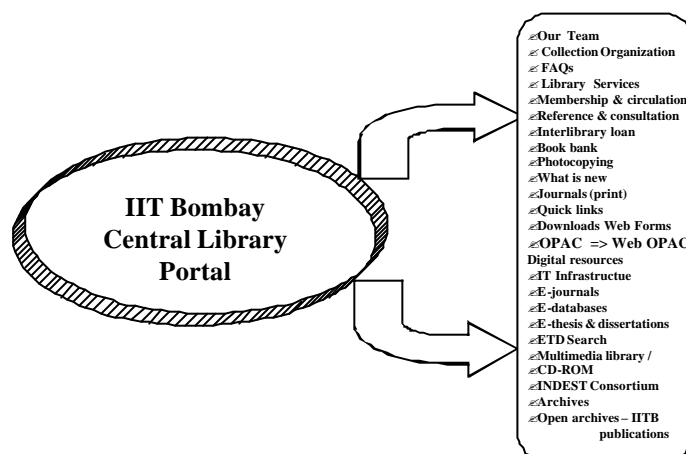 IIT Bombay
Central Library
Portal
Our Team
Collection Organization
FAQs
Library Services
Membership & circulation
Reference & consultation
Interlibrary loan
Book bank
Photocopying
What is new
Journals (print)
Quick links
Downloads Web Forms
OPAC => Web OPAC
Digital resources
IT Infrastructue
E-journals
E-databases
E-thesis & dissertations
ETD Search
Multimedia library /
CD-ROM
INDEST Consortium
Archives
Open archives – IITB
publications